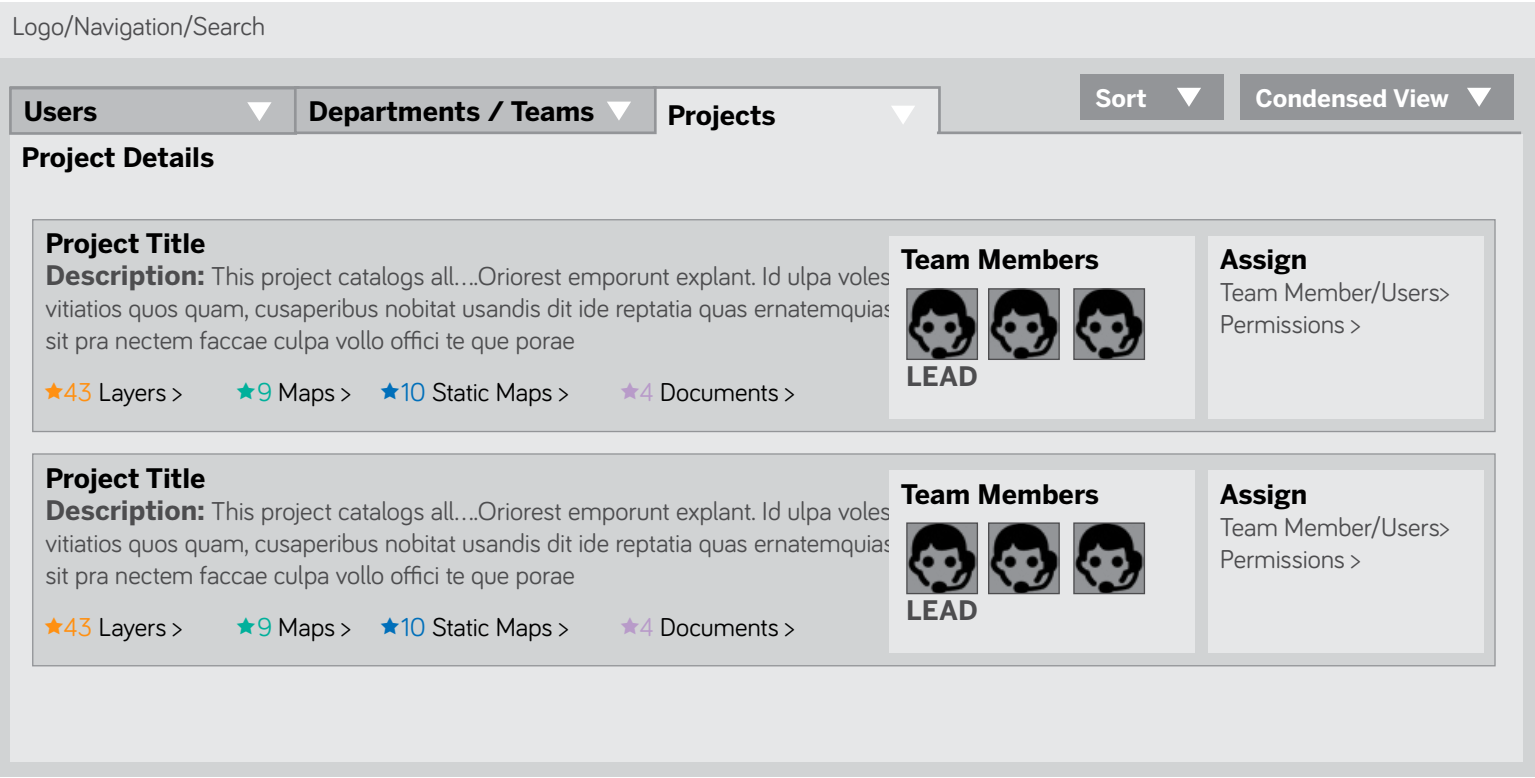 Logo/Navigation/Search
Users
Departments / Teams
Projects
Sort
Condensed View
Project Details
Project Title
Description: This project catalogs all....Oriorest emporunt explant. Id ulpa voles
vitiatios quos quam, cusaperibus nobitat usandis dit ide reptatia quas ernatemquias
sit pra nectem faccae culpa vollo offici te que porae
★43 Layers >
★9 Maps >
★10 Static Maps >
★4 Documents >
Team Members
LEAD
Assign
Team Member/Users>
Permissions >
Project Title
Description: This project catalogs all....Oriorest emporunt explant. Id ulpa voles
vitiatios quos quam, cusaperibus nobitat usandis dit ide reptatia quas ernatemquias
sit pra nectem faccae culpa vollo offici te que porae
★43 Layers >
★9 Maps >
★10 Static Maps >
★4 Documents >
Team Members
LEAD
Assign
Team Member/Users>
Permissions >